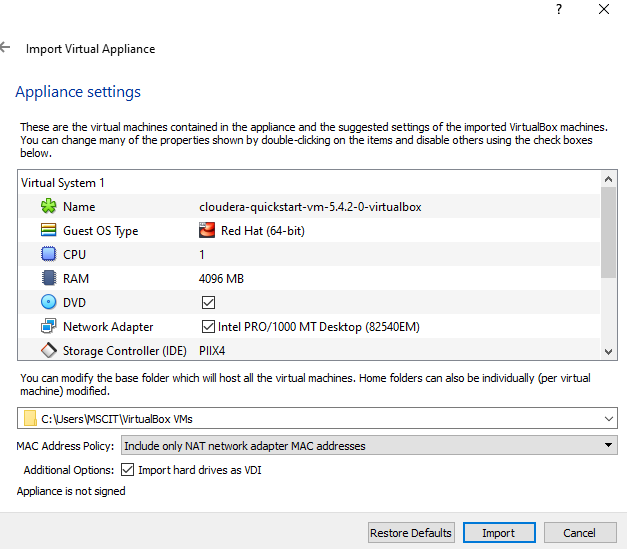 ?
Import Virtual Appliance
Appliance settings
These are the virtual machines contained in the appliance and the suggested settings of the imported VirtualBox machines.
You can change many of the properties shown by double-clicking on the items and disable others using the check boxes
below.
Virtual System 1
Name cloudera-quickstart-vm-5.4.2-0-virtualbox
Guest OS Type Red Hat (64-bit)
CPU 1
RAM 4096 MB
DVD
Network Adapter Intel PRO/1000 MT Desktop (82540EM)
Storage Controller (IDE) PIIX4
You can modify the base folder which will host all the virtual machines. Home folders can also be individually (per virtual
machine) modified.
C:\Users\MSCIT\VirtualBox VMs
MAC Address Policy: Include only NAT network adapter MAC addresses
Additional Options: Import hard drives as VDI
Appliance is not signed
Restore Defaults Import Cancel